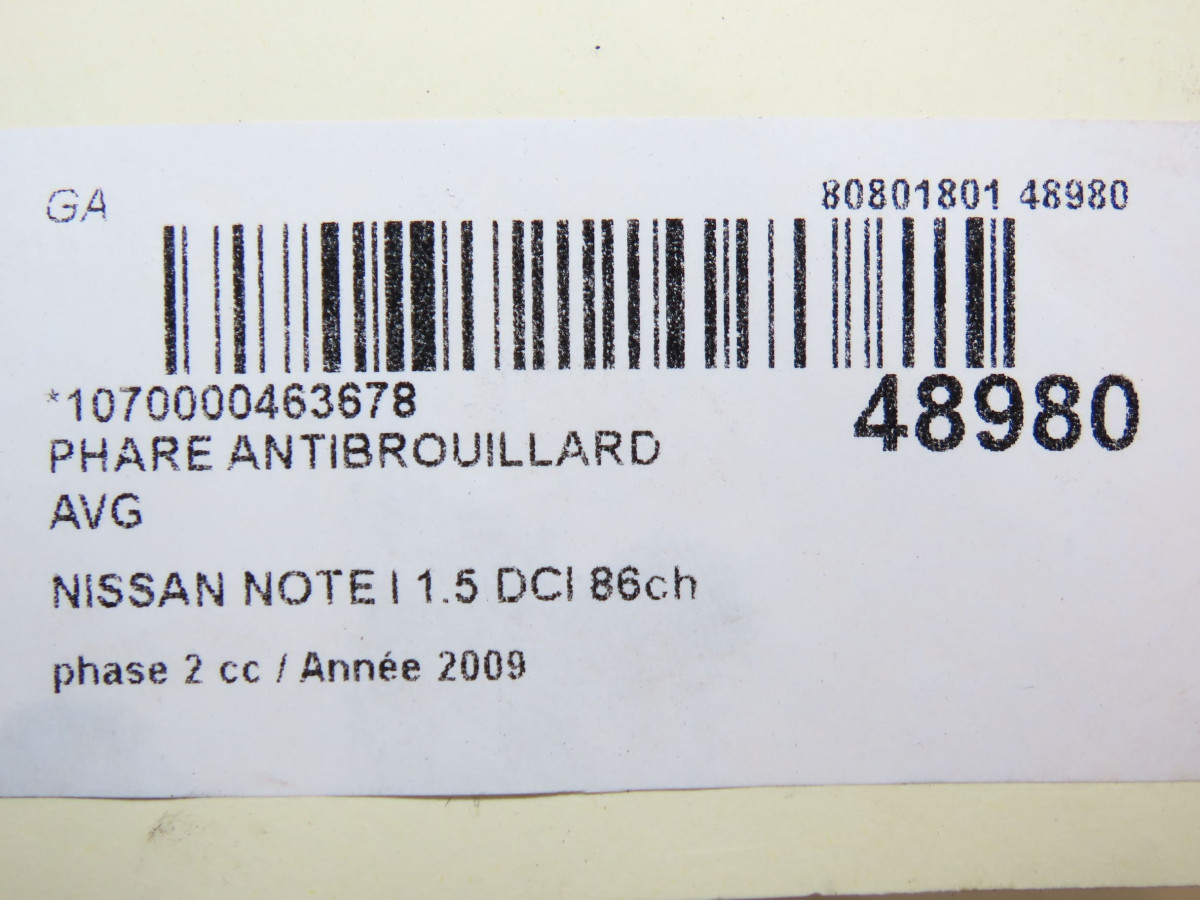 GA
80801801 48980
*1070000463678
48980
PHARE ANTIBROUILLARD
AVG
NISSAN NOTE I 1.5 DCI 86ch
phase 2 cc / Année 2009